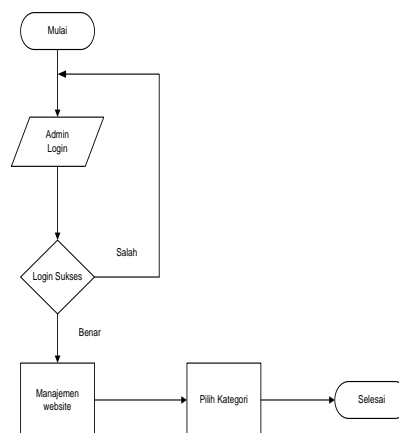 Mulai
Admin
Login
Salah
Login Sukses
Benar
Manajemen
website
Pilih Kategori
Selesai